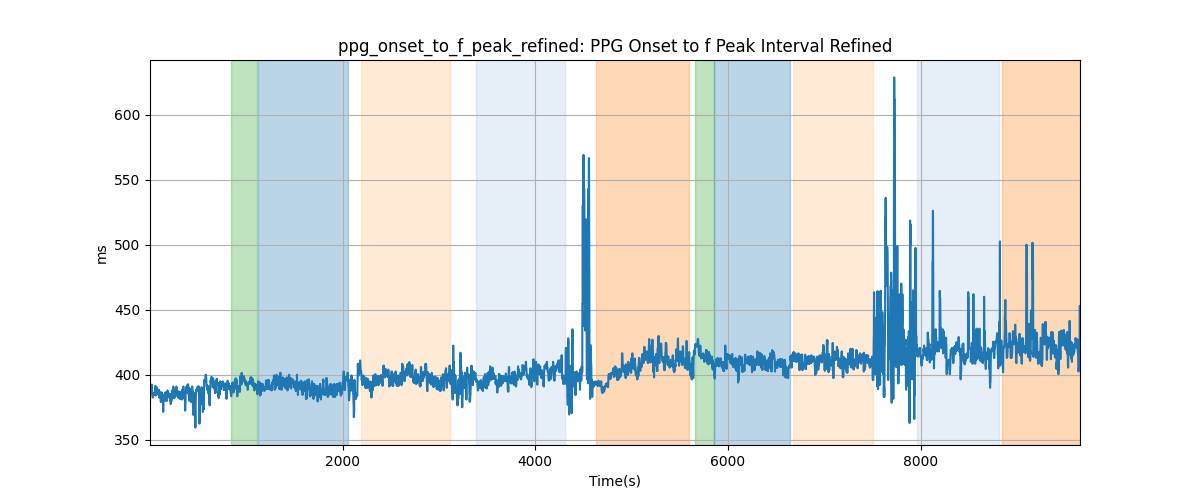 ppg_onset_to_f_peak_refined: PPG Onset to f Peak Interval Refined
600
550
500
450
400
350
ms
2000 4000 6000 8000
Time(s)